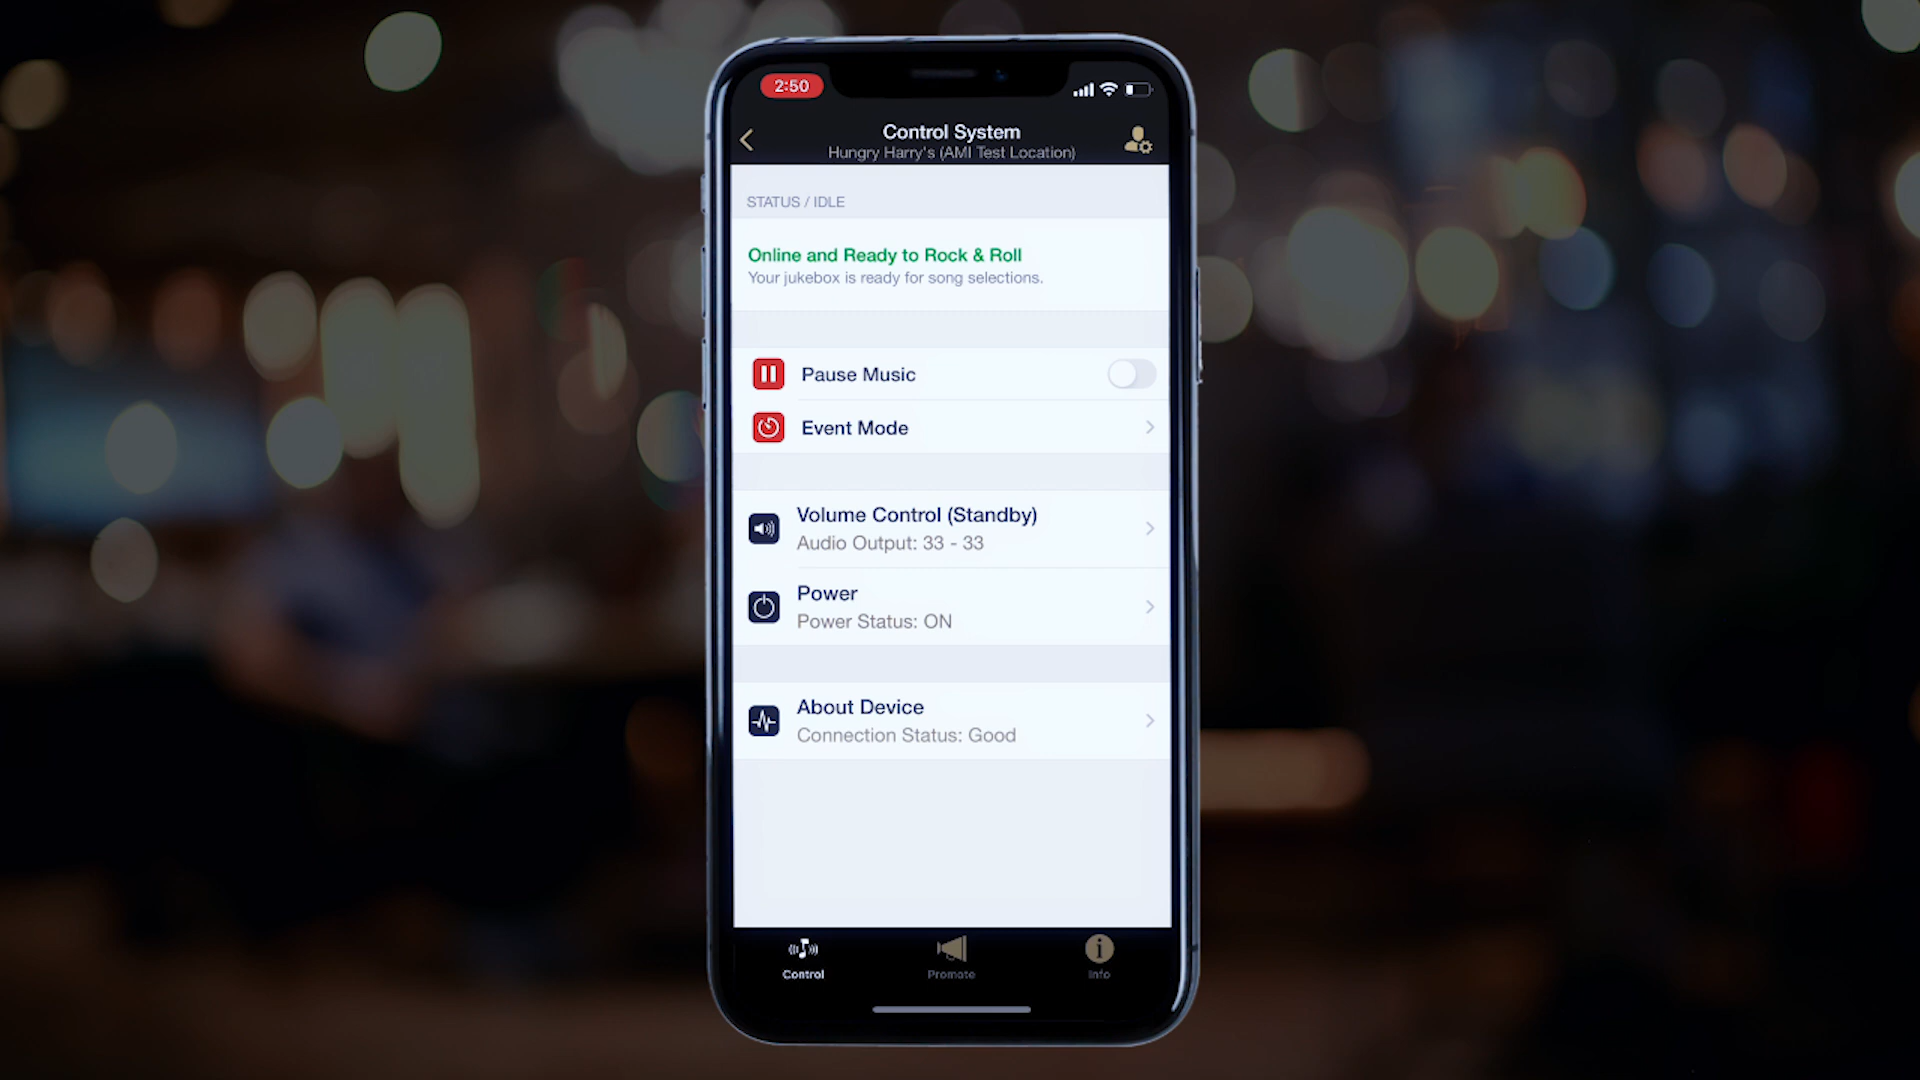 2:50
Control System
Hungry Harry's (AMI Test Location)
STATUS / IDLE
Online and Ready to Rock & Roll
Your jukebox is ready for song selections.
Pause Music
Event Mode
Volume Control (Standby)
Audio Output: 33 - 33
Power
Power Status: ON
About Device
Connection Status: Good
Control
Promote
Info